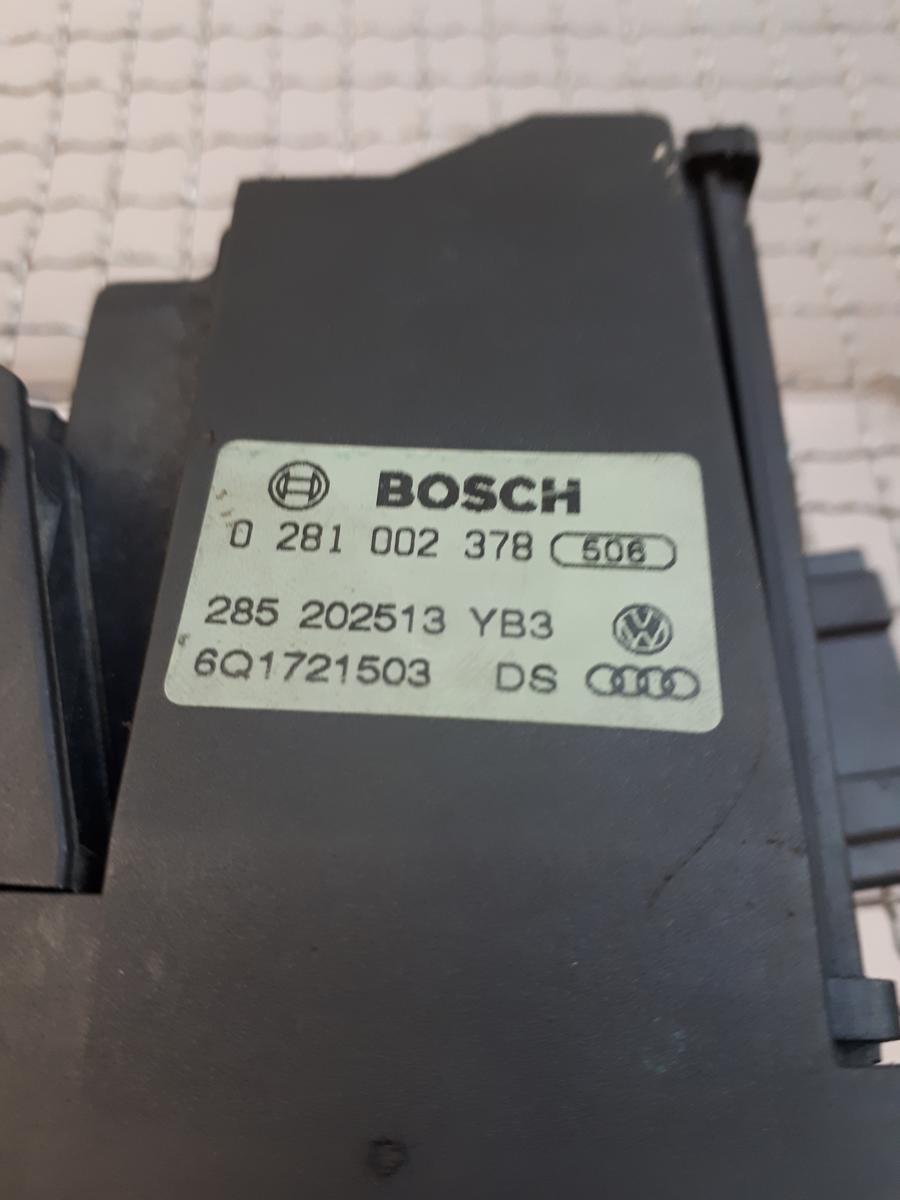 BOSCH
0 281 002 378 506
285 202513 YB3
6Q1721503 DS